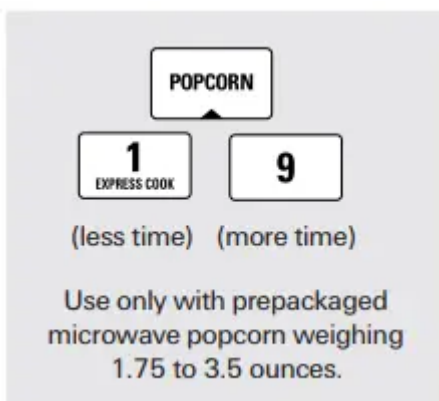 POPCORN
1
EXPRESS COOK
9
(less time) (more time)
Use only with prepackaged
microwave popcorn weighing
1.75 to 3.5 ounces.